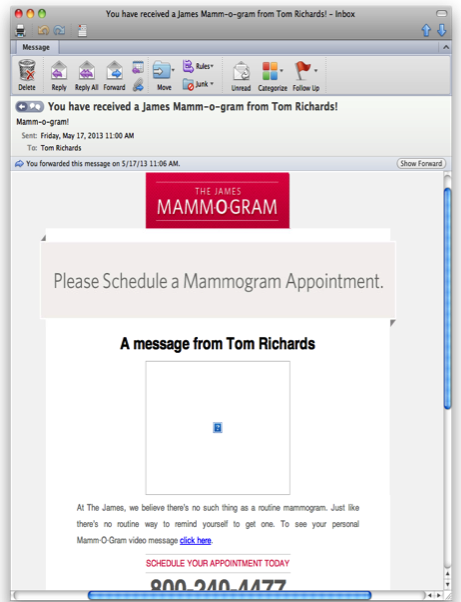 You have received a James Mamm-o-gram from Tom Richards! - Inbox
Message
Rules
Junk
Delete Reply Reply All Forward Move Unread Categorize Follow Up
You have received a James Mamm-o-gram from Tom Richards!
Mamm-o-gram!
Sent: Friday, May 17, 2013 11:00 AM
To: Tom Richards
You forwarded this message on 5/17/13 11:06 AM. Show Forward
THE JAMES
MAMM-O-GRAM
Please Schedule a Mammogram Appointment.
A message from Tom Richards
?
At The James, we believe there's no such thing as a routine mammogram. Just like
there's no routine way to remind yourself to get one. To see your personal
Mamm-O-Gram video message click here.
SCHEDULE YOUR APPOINTMENT TODAY
800-240-4477